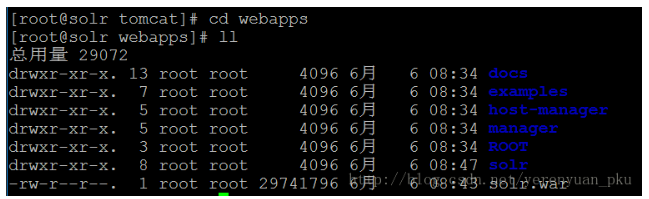 [root@solr tomcat]# cd webapps
[root@solr webapps]# ll
总用量 29072
drwxr-xr-x. 13 root root 4096 6月 6 08:34 docs
drwxr-xr-x. 7 root root 4096 6月 6 08:34 examples
drwxr-xr-x. 5 root root 4096 6月 6 08:34 host-manager
drwxr-xr-x. 5 root root 4096 6月 6 08:34 manager
drwxr-xr-x. 3 root root 4096 6月 6 08:34 ROOT
drwxr-xr-x. 8 root root 4096 6月 6 08:47 solr
-rw-r--r--. 1 root root 29741796 6月 6 08:43 solr.war
http://blog.csdn.net/yerenyuan_pku